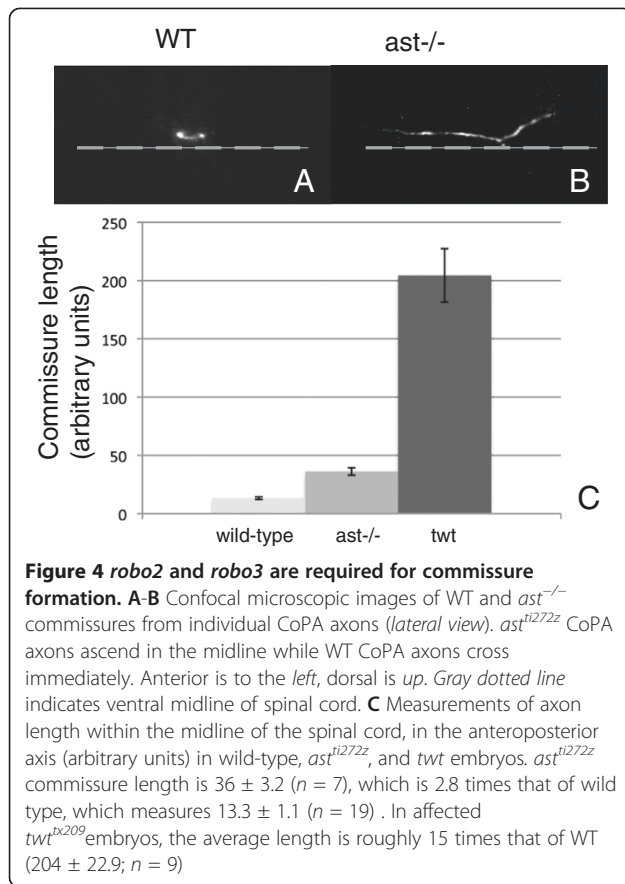 WT ast-/-
A B
250
200
150
100
50
0
Commissure length
(arbitrary units)
C
wild-type ast-/- twt
Figure 4 robo2 and robo3 are required for commissure
formation. A-B Confocal microscopic images of WT and ast−/−
commissures from individual CoPA axons (lateral view). astti272z CoPA
axons ascend in the midline while WT CoPA axons cross
immediately. Anterior is to the left, dorsal is up. Gray dotted line
indicates ventral midline of spinal cord. C Measurements of axon
length within the midline of the spinal cord, in the anteroposterior
axis (arbitrary units) in wild-type, astti272z, and twt embryos. astti272z
commissure length is 36 ± 3.2 (n = 7), which is 2.8 times that of wild
type, which measures 13.3 ± 1.1 (n = 19) . In affected
twttx209embryos, the average length is roughly 15 times that of WT
(204 ± 22.9; n = 9)